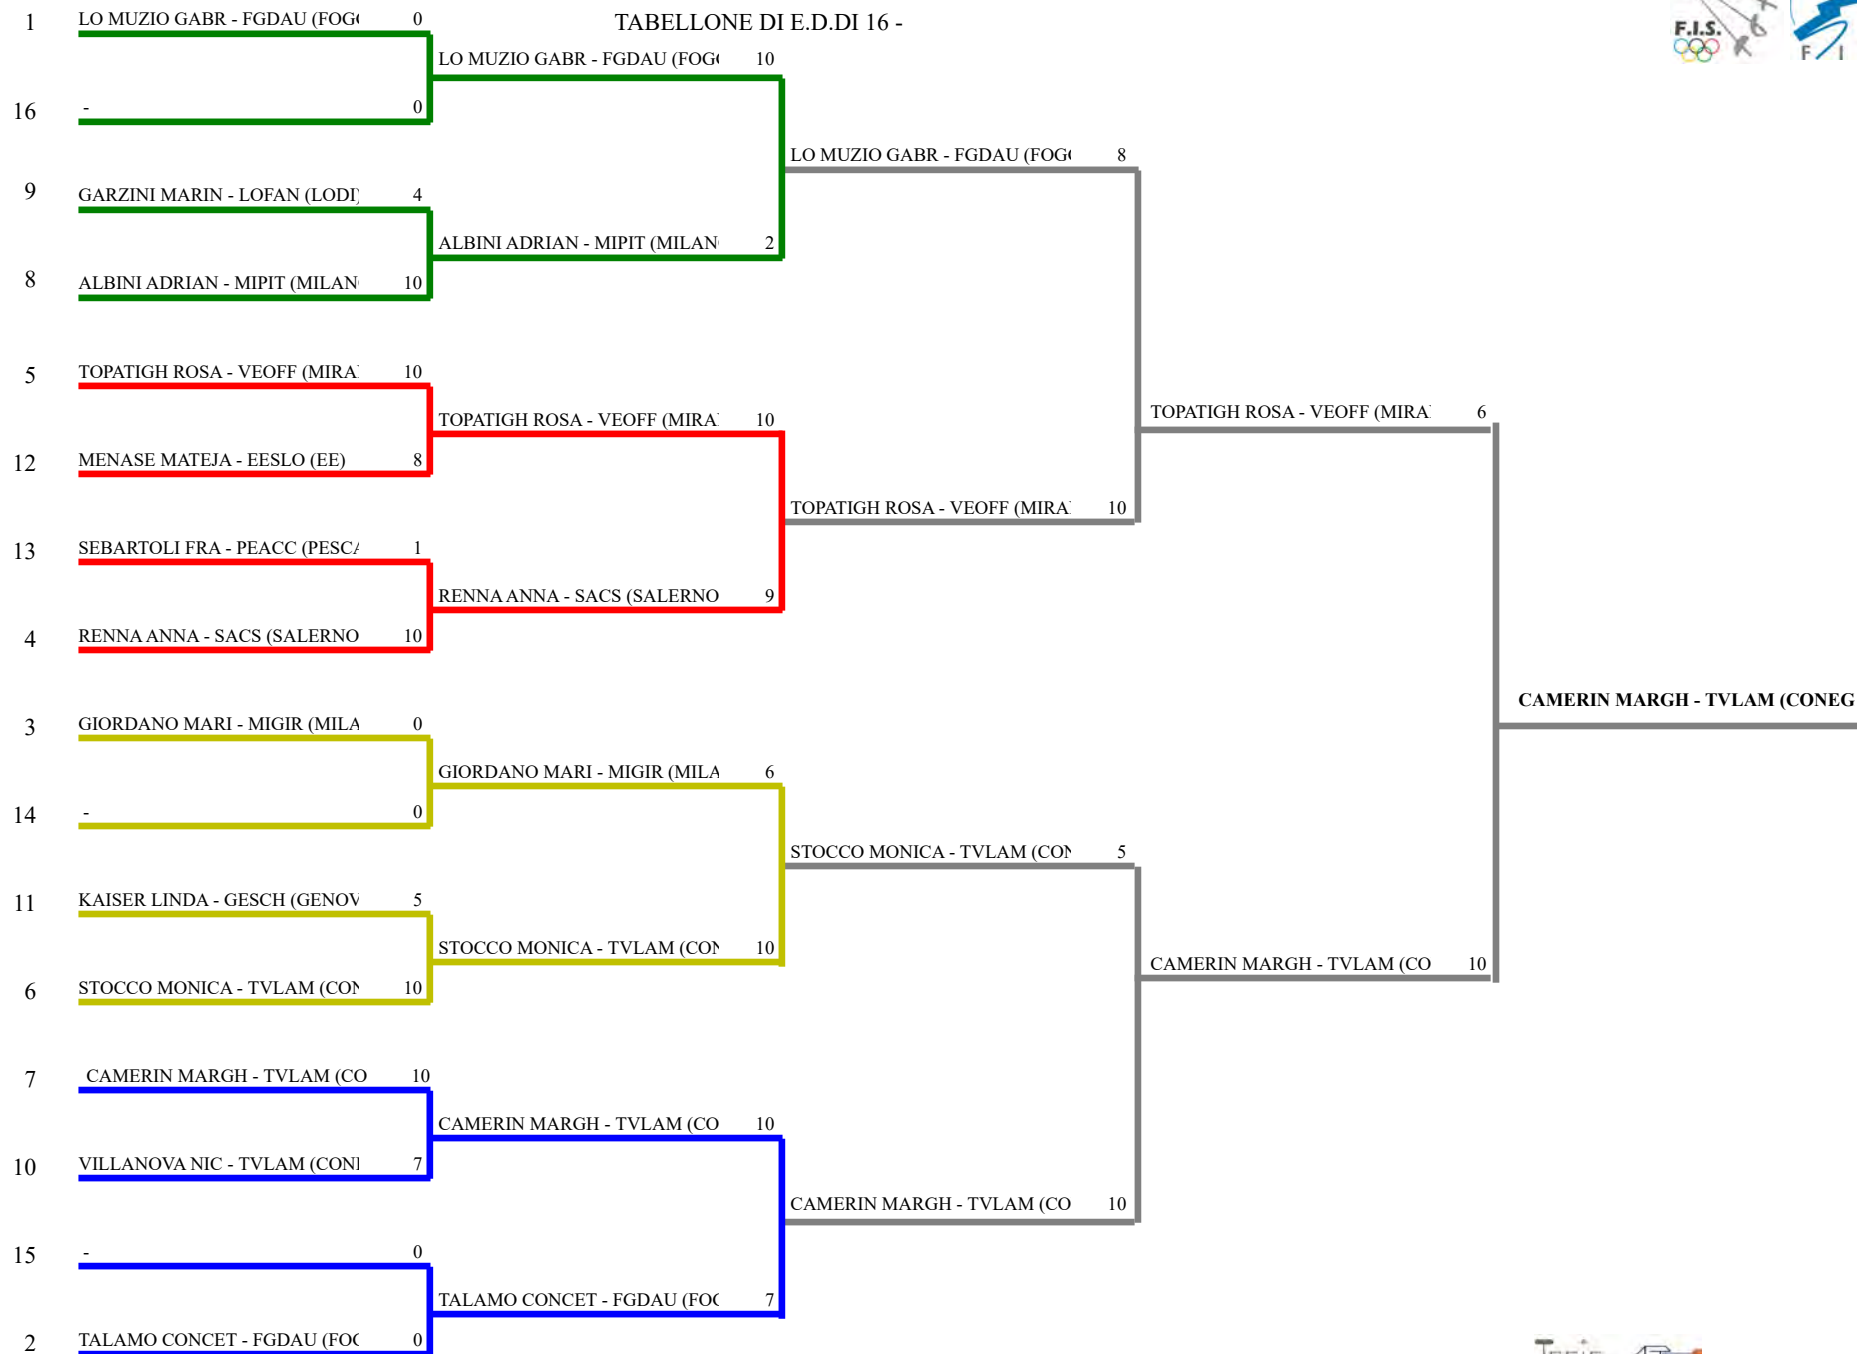 TABELLONE DI E.D.DI 16 -
F.I.S.
F I
1 LO MUZIO GABR - FGDAU (FOG 0
LO MUZIO GABR - FGDAU (FOG 10
16 - 0
LO MUZIO GABR - FGDAU (FOG 8
9 GARZINI MARIN - LOFAN (LODI) 4
ALBINI ADRIAN - MIPIT (MILAN 2
8 ALBINI ADRIAN - MIPIT (MILAN 10
5 TOPATIGH ROSA - VEOFF (MIRA 10
TOPATIGH ROSA - VEOFF (MIRA 6
TOPATIGH ROSA - VEOFF (MIRA 10
12 MENASE MATEJA - EESLO (EE) 8
TOPATIGH ROSA - VEOFF (MIRA 10
13 SEBARTOLI FRA - PEACC (PESCA 1
RENNA ANNA - SACS (SALERNO 9
4 RENNA ANNA - SACS (SALERNO 10
CAMERIN MARGH - TVLAM (CONEG
3 GIORDANO MARI - MIGIR (MILA 0
GIORDANO MARI - MIGIR (MILA 6
14 - 0
STOCCO MONICA - TVLAM (CON 5
11 KAISER LINDA - GESCH (GENOV 5
STOCCO MONICA - TVLAM (CON 10
CAMERIN MARGH - TVLAM (CO 10
6 STOCCO MONICA - TVLAM (CON 10
7 CAMERIN MARGH - TVLAM (CO 10
CAMERIN MARGH - TVLAM (CO 10
10 VILLANOVA NIC - TVLAM (CON 7
CAMERIN MARGH - TVLAM (CO 10
15 - 0
TALAMO CONCET - FGDAU (FO 7
2 TALAMO CONCET - FGDAU (FO 0